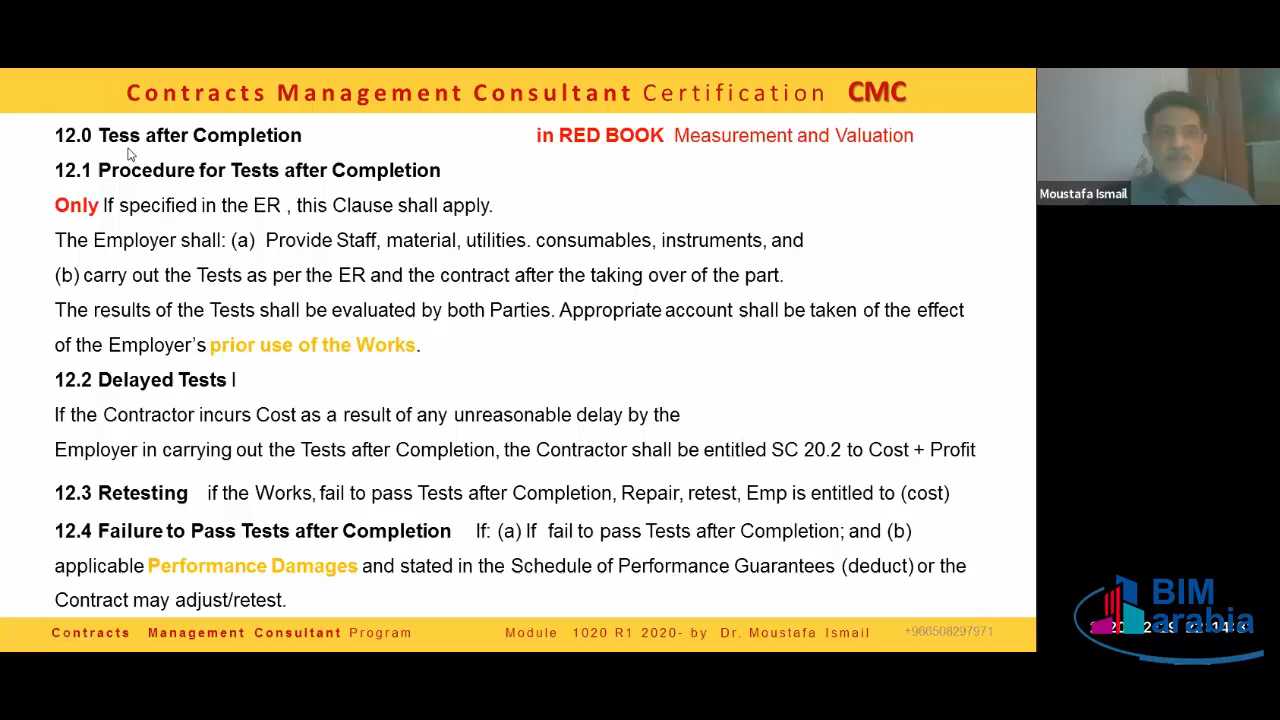 Contracts Management Consultant Certification CMC
12.0 Tess after Completion in RED BOOK Measurement and Valuation
12.1 Procedure for Tests after Completion
Only If specified in the ER , this Clause shall apply.
The Employer shall: (a) Provide Staff, material, utilities. consumables, instruments, and
(b) carry out the Tests as per the ER and the contract after the taking over of the part.
The results of the Tests shall be evaluated by both Parties. Appropriate account shall be taken of the effect
of the Employer’s prior use of the Works.
12.2 Delayed Tests I
If the Contractor incurs Cost as a result of any unreasonable delay by the
Employer in carrying out the Tests after Completion, the Contractor shall be entitled SC 20.2 to Cost + Profit
12.3 Retesting if the Works, fail to pass Tests after Completion, Repair, retest, Emp is entitled to (cost)
12.4 Failure to Pass Tests after Completion If: (a) If fail to pass Tests after Completion; and (b)
applicable Performance Damages and stated in the Schedule of Performance Guarantees (deduct) or the
Contract may adjust/retest.
Contracts Management Consultant Program Module 1020 R1 2020- by Dr. Moustafa Ismail +966508297971
Moustafa Ismail
BIM
arabia